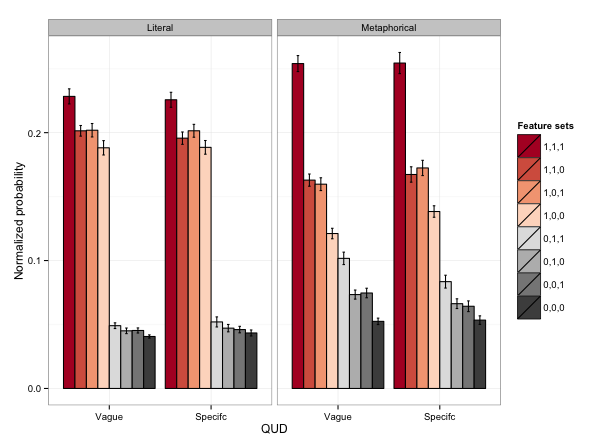 Literal
Metaphorical
Normalized probability
0.2
0.1
0.0
Vague
Specifc
Vague
Specifc
QUD
Feature sets
1,1,1
1,1,0
1,0,1
1,0,0
0,1,1
0,1,0
0,0,1
0,0,0